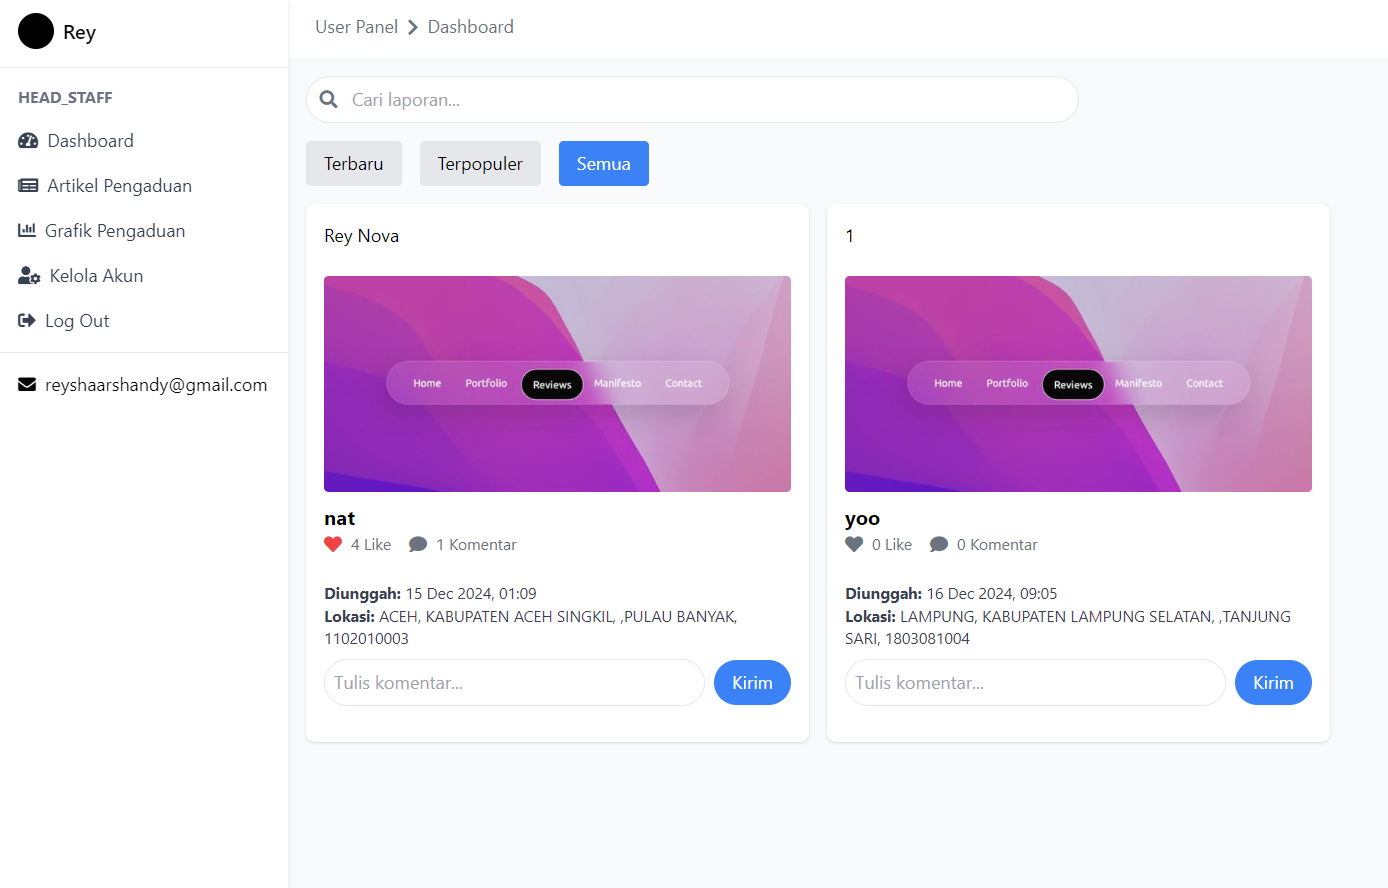 Rey
HEAD_STAFF
Dashboard
Artikel Pengaduan
Grafik Pengaduan
Kelola Akun
Log Out
reyshaarshandy@gmail.com
User Panel Dashboard
Cari laporan...
Terbaru Terpopuler Semua
Rey Nova
Home Portfolio Reviews Manifesto Contact
nat
4 Like 1 Komentar
Diunggah: 15 Dec 2024, 01:09
Lokasi: ACEH, KABUPATEN ACEH SINGKIL, ,PULAU BANYAK,
1102010003
Tulis komentar... Kirim
1
Home Portfolio Reviews Manifesto Contact
yoo
0 Like 0 Komentar
Diunggah: 16 Dec 2024, 09:05
Lokasi: LAMPUNG, KABUPATEN LAMPUNG SELATAN, ,TANJUNG
SARI, 1803081004
Tulis komentar... Kirim